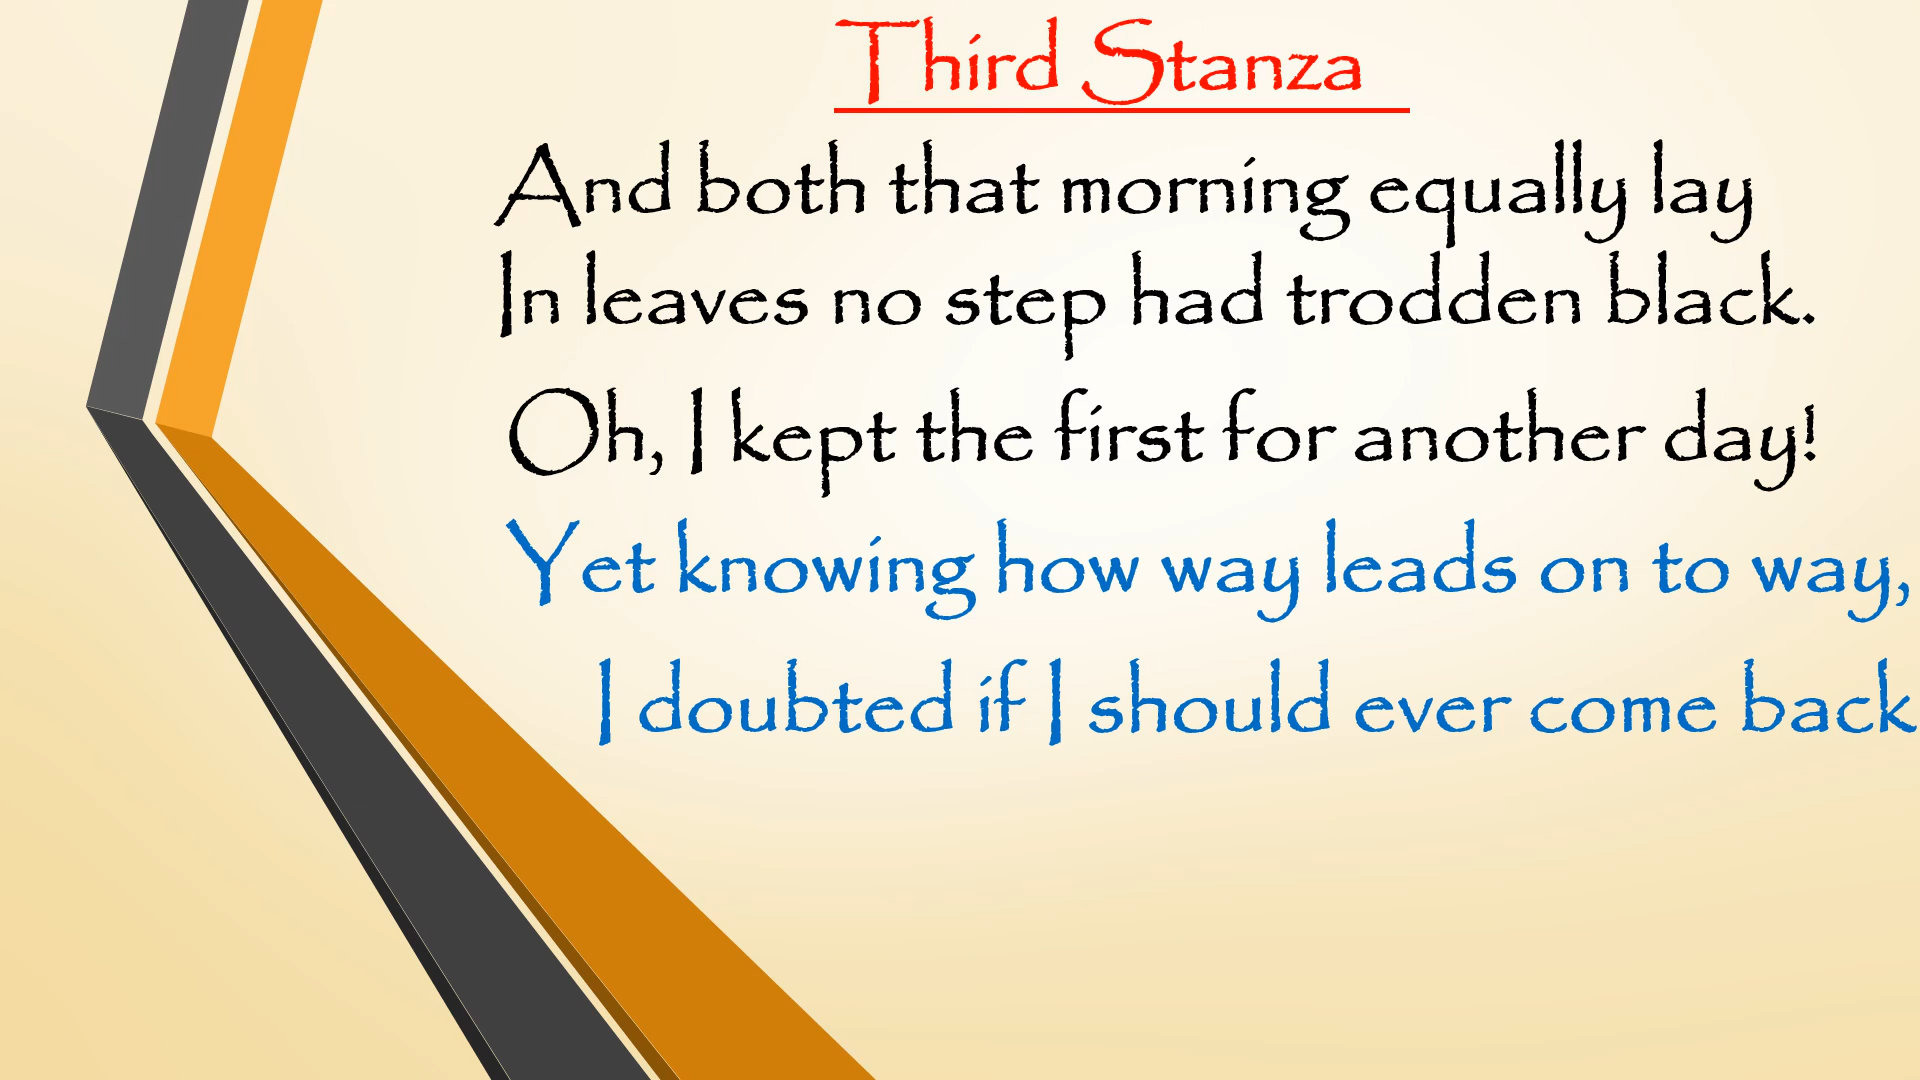 Third Stanza
And both that morning equally lay
In leaves no step had trodden black.
Oh, I kept the first for another day!
Yet knowing how way leads on to way,
I doubted if I should ever come back